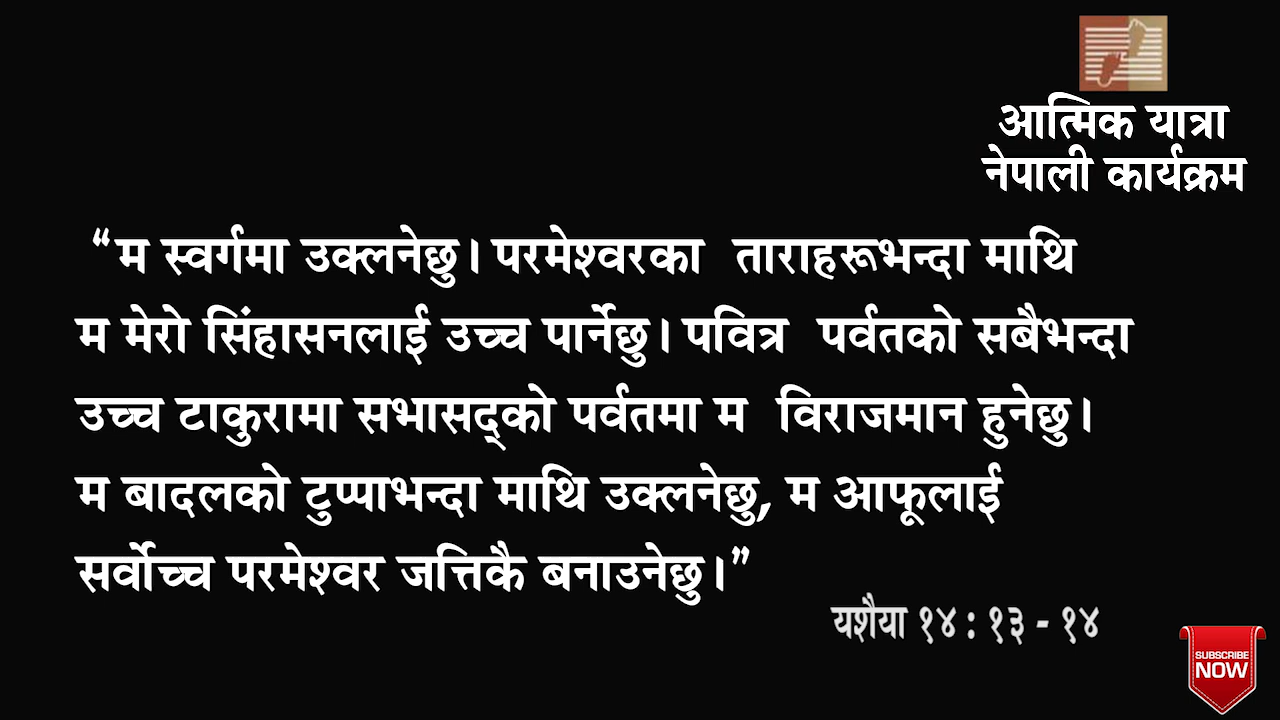 आत्मिक यात्रा
नेपाली कार्यक्रम
“म स्वर्गमा उक्लनेछु। परमेश्वरका ताराहरूभन्दा माथि
म मेरो सिंहासनलाई उच्च पार्नेछु। पवित्र पर्वतको सबैभन्दा
उच्च टाकुरामा सभासद्को पर्वतमा म विराजमान हुनेछु।
म बादलको टुप्पाभन्दा माथि उक्लनेछु, म आफूलाई
सर्वोच्च परमेश्वर जत्तिकै बनाउनेछु।”
यशैया १४ : १३ - १४
SUBSCRIBE
NOW